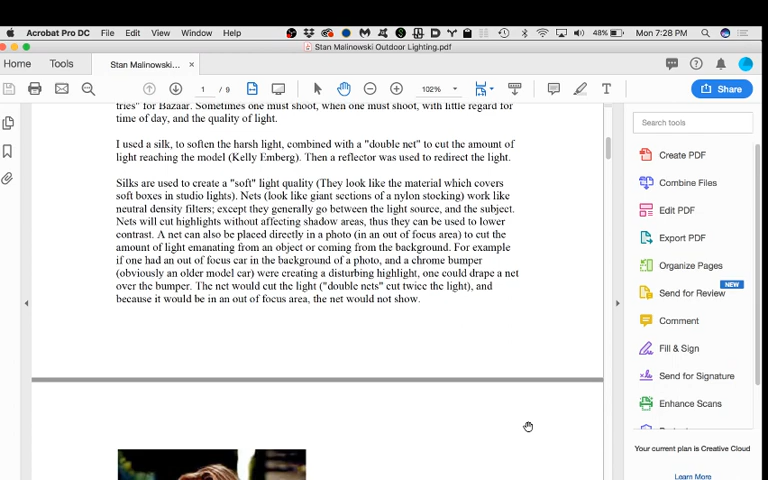 Acrobat Pro DC File Edit View Window Help 48% Mon 7:28 PM
Stan Malinowski Outdoor Lighting.pdf
Home Tools Stan Malinowski... ×
1 / 9 102% Share
tries" for Bazaar. Sometimes one must shoot, when one must shoot, with little regard for
time of day, and the quality of light.
I used a silk, to soften the harsh light, combined with a "double net" to cut the amount of
light reaching the model (Kelly Emberg). Then a reflector was used to redirect the light.
Silks are used to create a "soft" light quality (They look like the material which covers
soft boxes in studio lights). Nets (look like giant sections of a nylon stocking) work like
neutral density filters; except they generally go between the light source, and the subject.
Nets will cut highlights without affecting shadow areas, thus they can be used to lower
contrast. A net can also be placed directly in a photo (in an out of focus area) to cut the
amount of light emanating from an object or coming from the background. For example
if one had an out of focus car in the background of a photo, and a chrome bumper
(obviously an older model car) were creating a disturbing highlight, one could drape a net
over the bumper. The net would cut the light ("double nets" cut twice the light), and
because it would be in an out of focus area, the net would not show.
Search tools
Create PDF
Combine Files
Edit PDF
Export PDF
Organize Pages
NEW
Send for Review
Comment
Fill & Sign
Send for Signature
Enhance Scans
Your current plan is Creative Cloud
Learn More